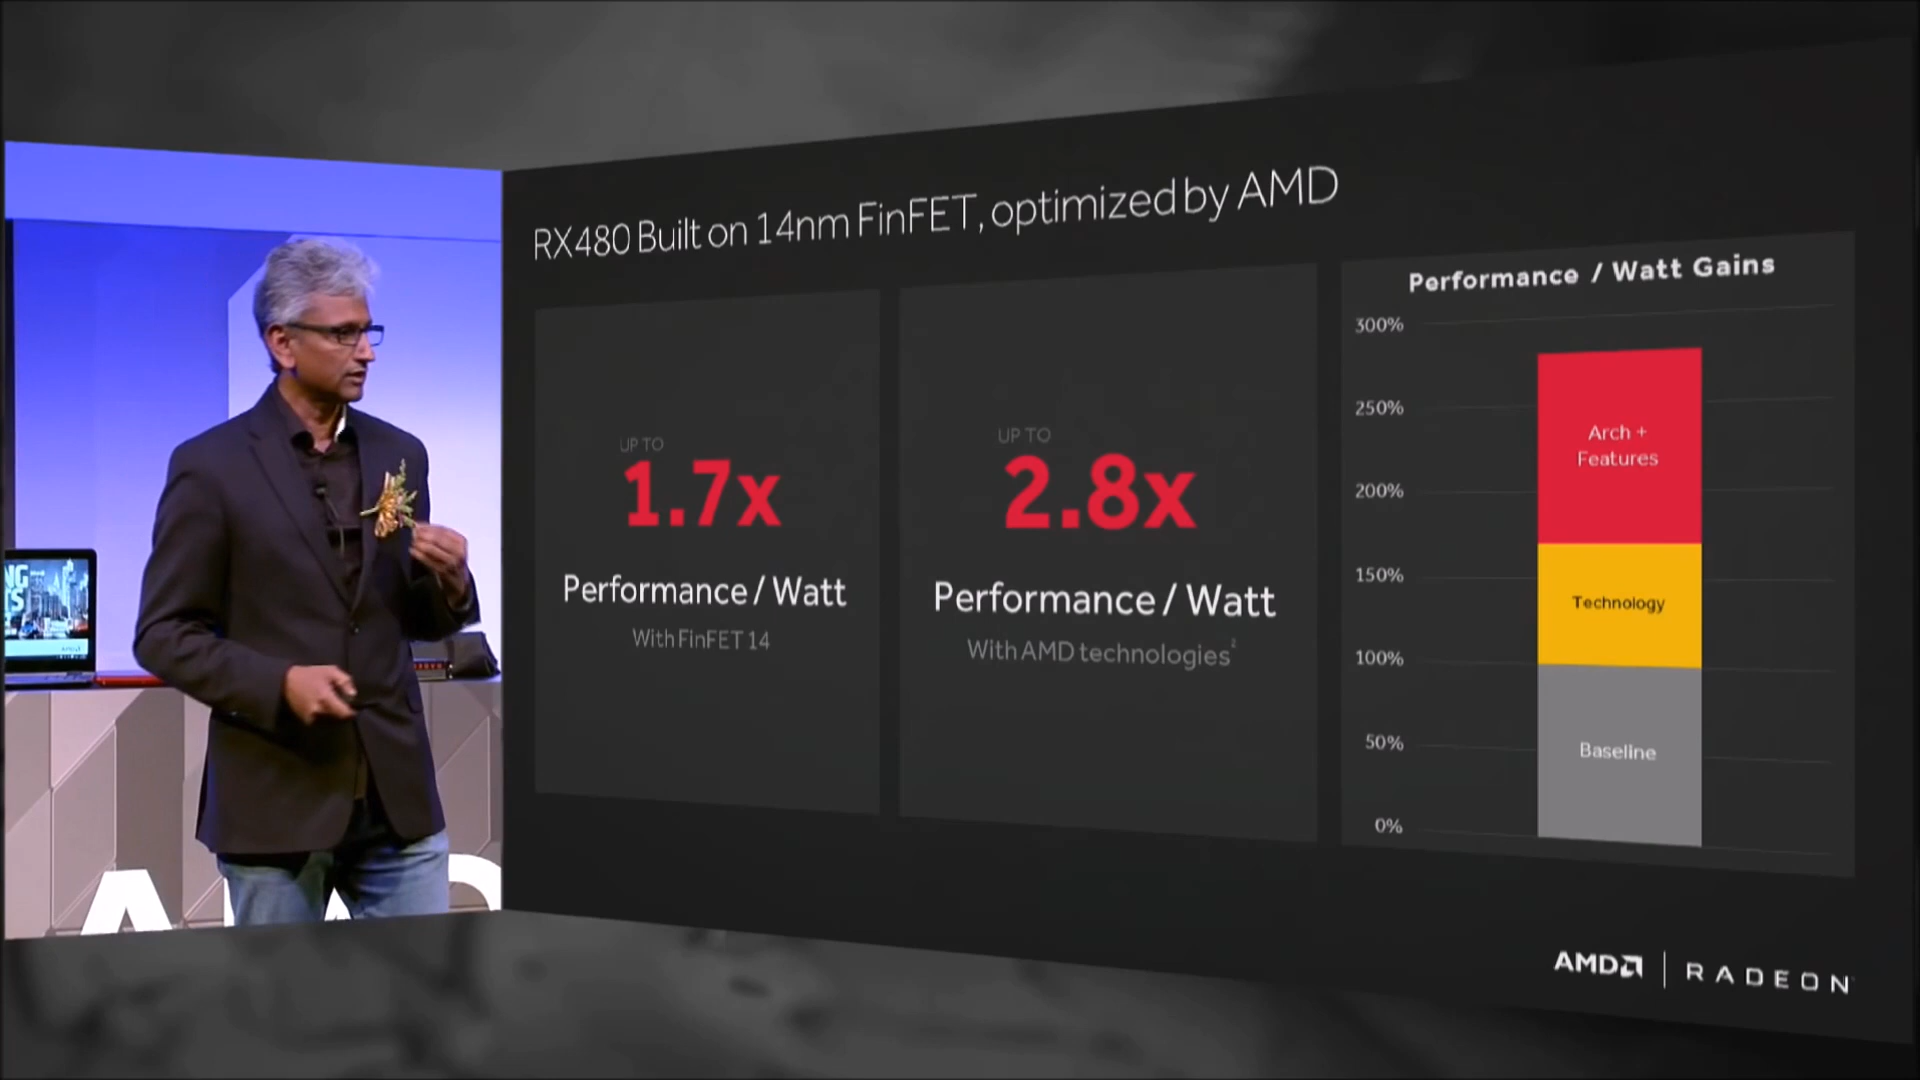 RX480 Built on 14nm FinFET, optimized by AMD
UP TO
1.7x
Performance / Watt
With FinFET 14
UP TO
2.8x
Performance / Watt
With AMD technologies²
Performance / Watt Gains
300%
250%
200%
150%
100%
50%
0%
Arch +
Features
Technology
Baseline
AMD | RADEON
NG
S